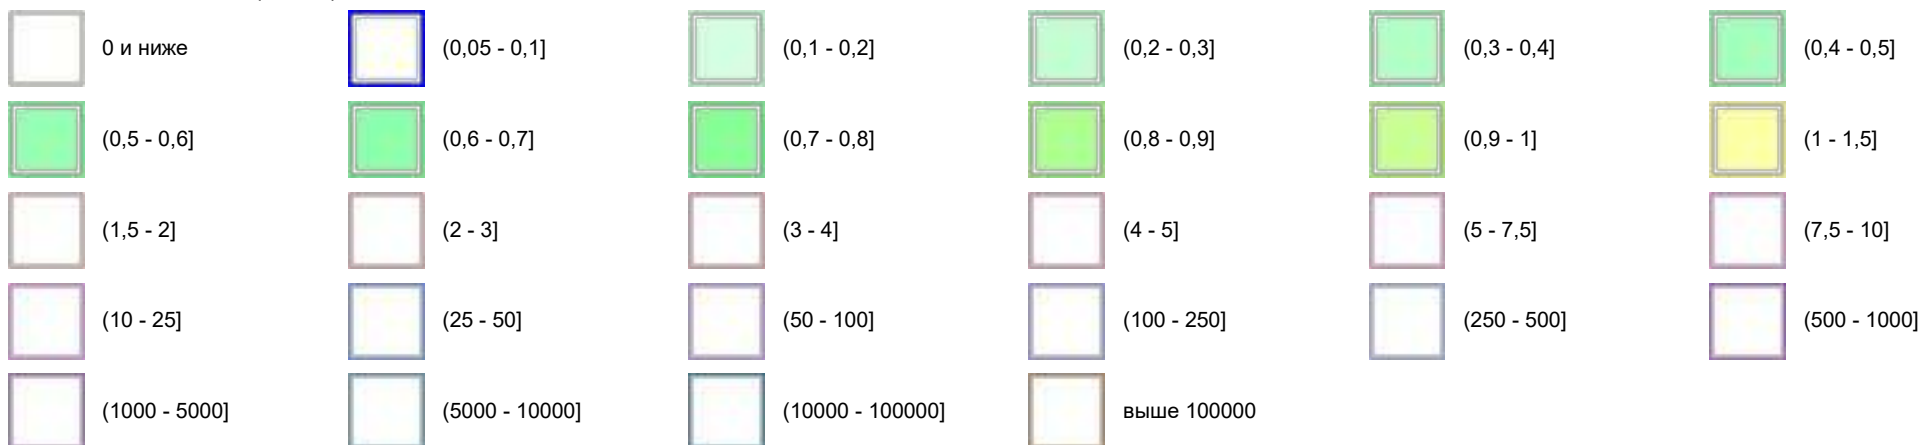 0 и ниже (0,05 - 0,1] (0,1 - 0,2] (0,2 - 0,3] (0,3 - 0,4] (0,4 - 0,5]
(0,5 - 0,6] (0,6 - 0,7] (0,7 - 0,8] (0,8 - 0,9] (0,9 - 1] (1 - 1,5]
(1,5 - 2] (2 - 3] (3 - 4] (4 - 5] (5 - 7,5] (7,5 - 10]
(10 - 25] (25 - 50] (50 - 100] (100 - 250] (250 - 500] (500 - 1000]
(1000 - 5000] (5000 - 10000] (10000 - 100000] выше 100000